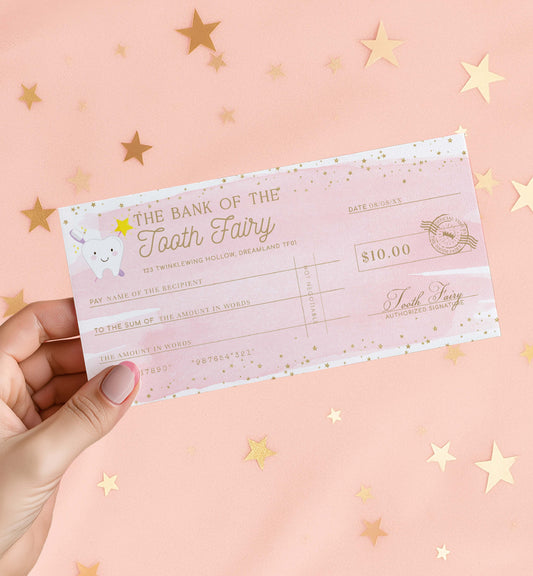 THE BANK OF THE
Tooth Fairy
123 TWINKLEWING HOLLOW, DREAMLAND TF01
DATE 08/08/XX
$10.00
PAY NAME OF THE RECIPIENT
TO THE SUM OF THE AMOUNT IN WORDS
THE AMOUNT IN WORDS
NOT NEGOTIABLE
Tooth Fairy
AUTHORIZED SIGNATURE
17890" "987654"321"